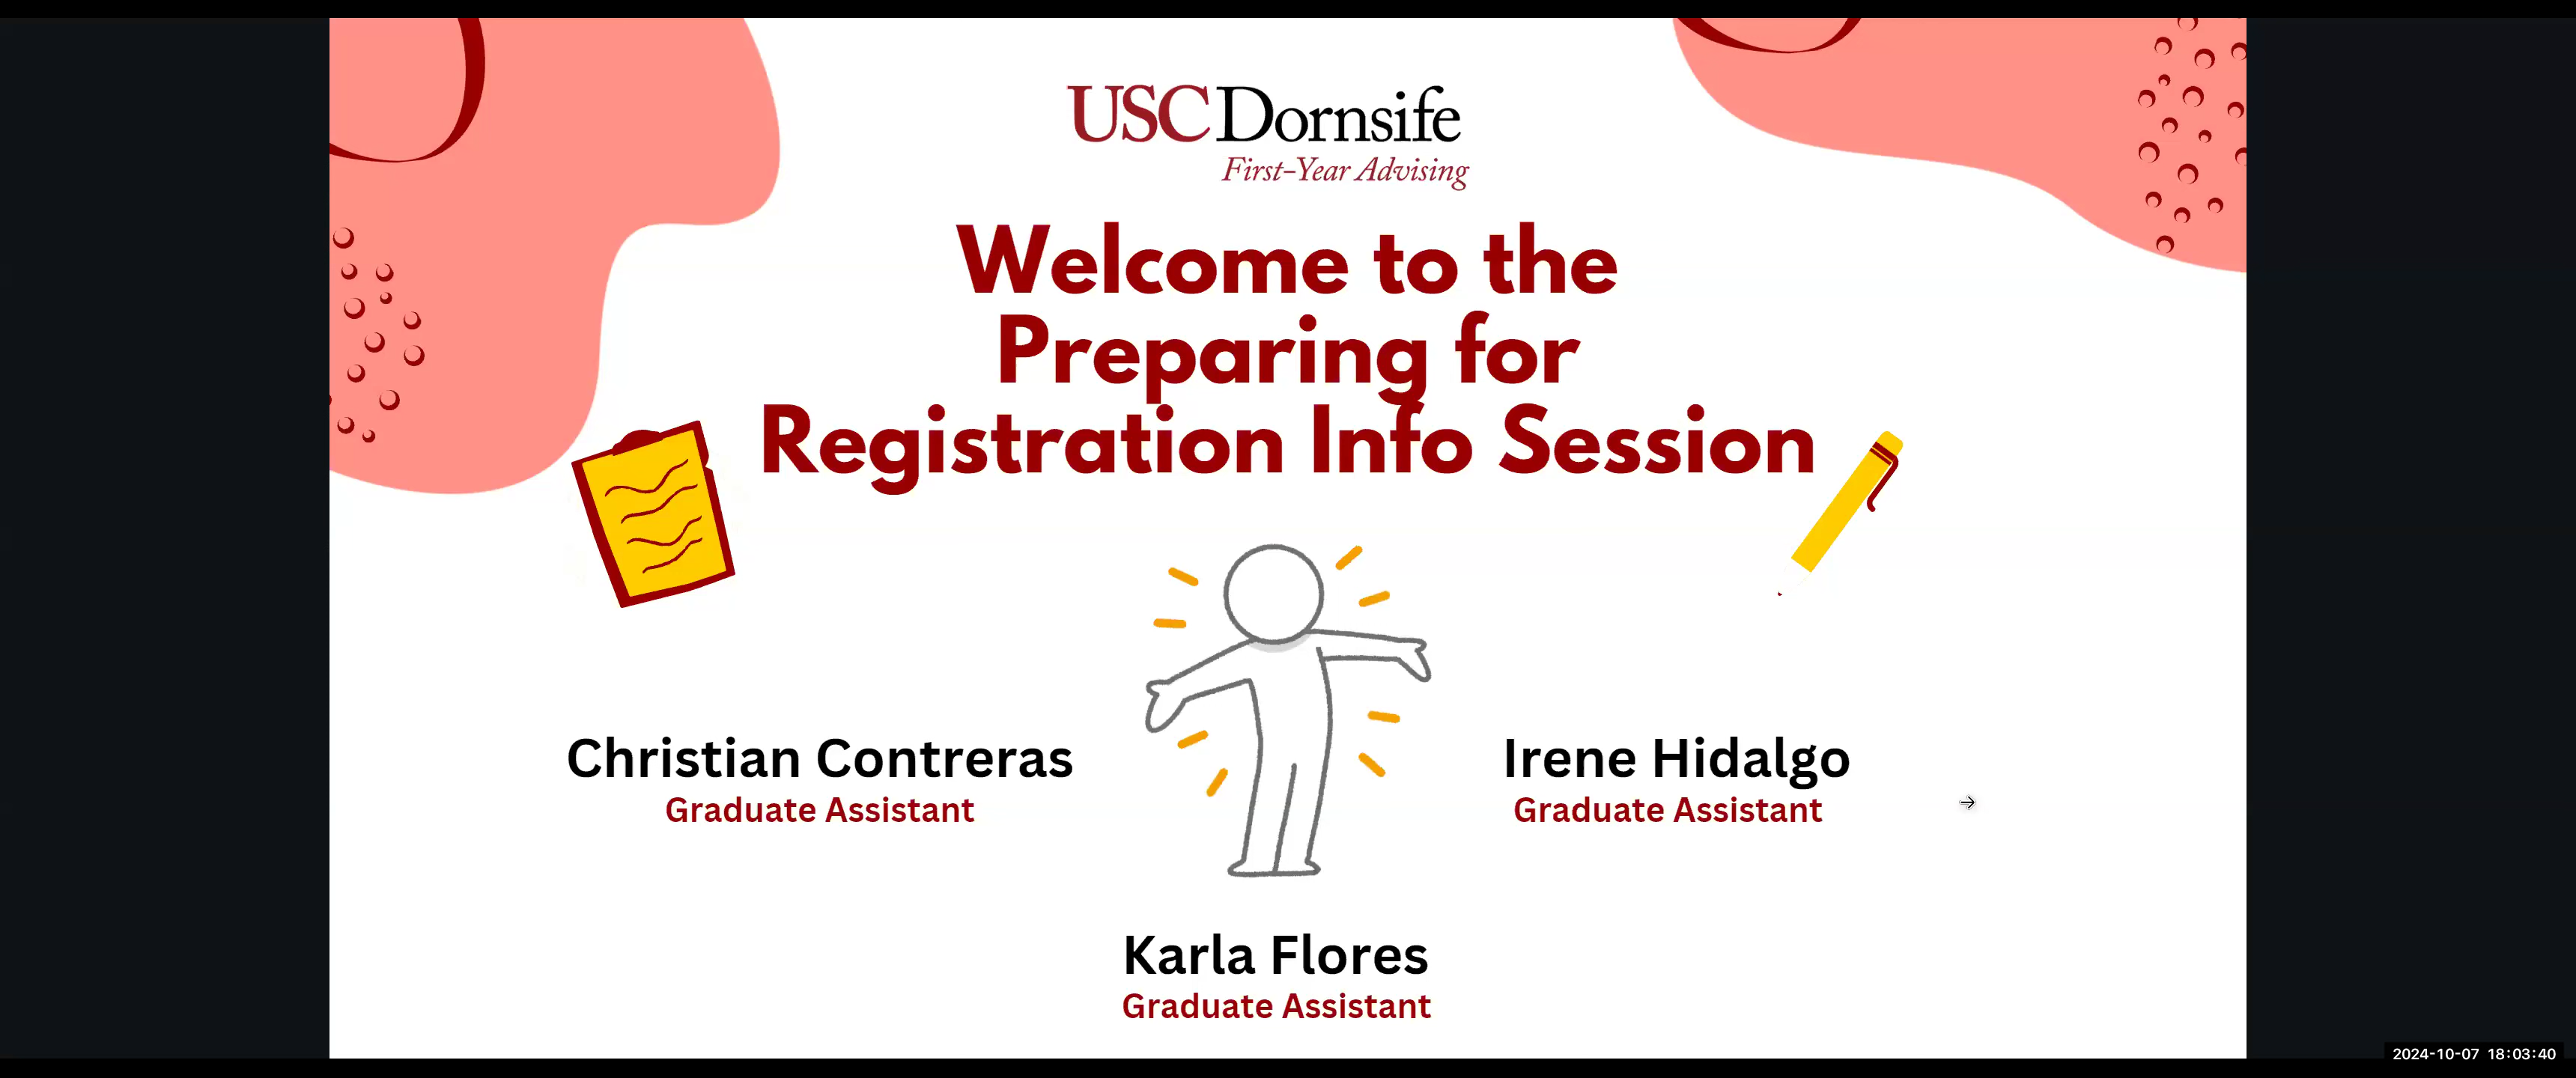 USC Dornsife
First-Year Advising
Welcome to the
Preparing for
Registration Info Session
Christian Contreras
Graduate Assistant
Irene Hidalgo
Graduate Assistant
Karla Flores
Graduate Assistant
2024-10-07 18:03:40